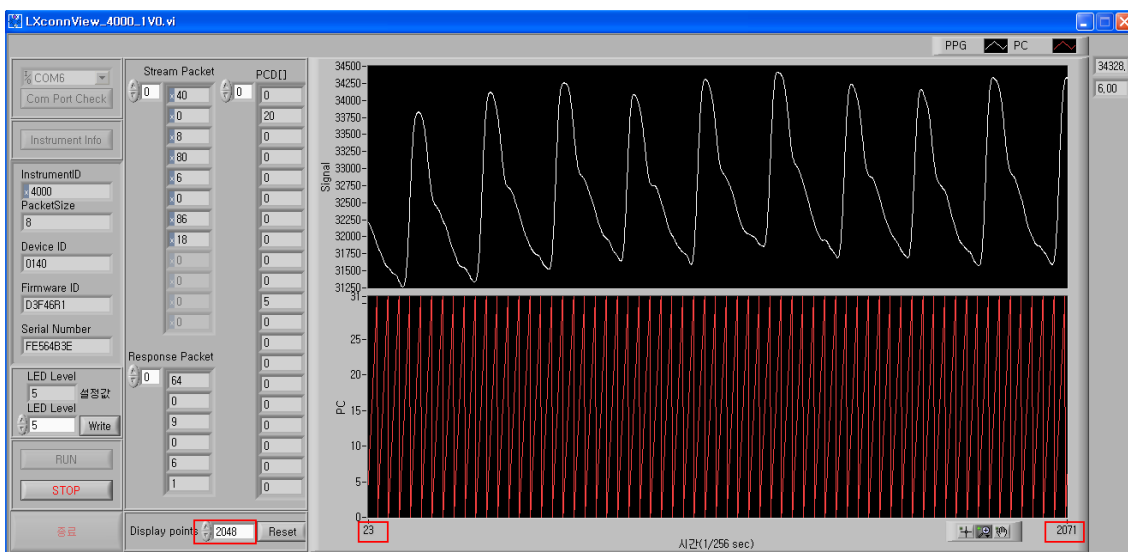 LXconnView_4000_1V0.vi
PPG PC
COM6
Com Port Check
Instrument Info
InstrumentID
x 4000
PacketSize
8
Device ID
0140
Firmware ID
D3F46R1
Serial Number
FE564B3E
LED Level
5 설정값
LED Level
5 Write
RUN
STOP
종료
Stream Packet
0
x 40
x 0
x 8
x 80
x 6
x 0
x 86
x 18
x 0
x 0
x 0
x 0
Response Packet
0
64
0
9
0
6
1
PCD[]
0
0
20
0
0
0
0
0
0
0
0
5
0
0
0
0
0
0
0
0
0
Display points 2048 Reset
Signal
34500
34250
34000
33750
33500
33250
33000
32750
32500
32250
32000
31750
31500
31250
PC
31
25
20
15
10
5
0
23
2071
시간(1/256 sec)
34328,
6,00